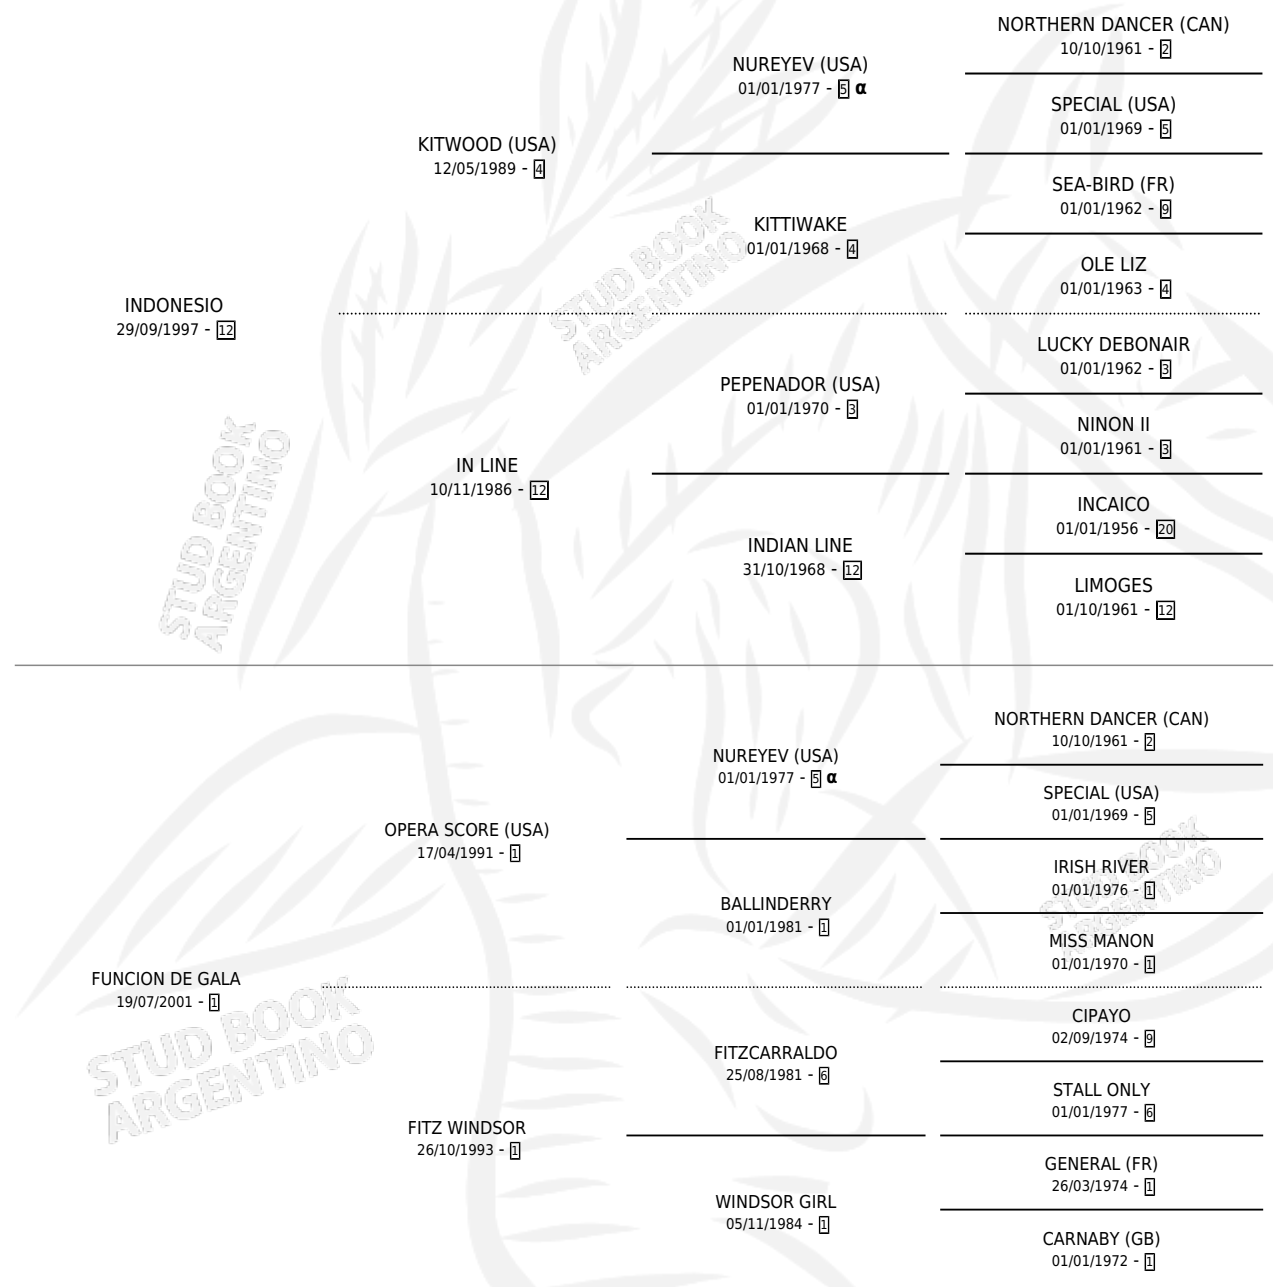 NORTHERN DANCER (CAN)
10/10/1961 - 2
NUREYEV (USA)
01/01/1977 - 5 α
SPECIAL (USA)
01/01/1969 - 5
KITWOOD (USA)
12/05/1989 - 4
SEA-BIRD (FR)
01/01/1962 - 9
KITTIWAKE
01/01/1968 - 4
OLE LIZ
01/01/1963 - 4
INDONESIO
29/09/1997 - 12
LUCKY DEBONAIR
01/01/1962 - 3
PEPENADOR (USA)
01/01/1970 - 3
NINON II
01/01/1961 - 3
IN LINE
10/11/1986 - 12
INCAICO
01/01/1956 - 20
INDIAN LINE
31/10/1968 - 12
LIMOGES
01/10/1961 - 12
STUD BOOK
ARGENTINO
STUD BOOK
ARGENTINO
NORTHERN DANCER (CAN)
10/10/1961 - 2
NUREYEV (USA)
01/01/1977 - 5 α
SPECIAL (USA)
01/01/1969 - 5
OPERA SCORE (USA)
17/04/1991 - 1
IRISH RIVER
01/01/1976 - 1
BALLINDERRY
01/01/1981 - 1
MISS MANON
01/01/1970 - 1
FUNCION DE GALA
19/07/2001 - 1
CIPAYO
02/09/1974 - 9
FITZCARRALDO
25/08/1981 - 6
STALL ONLY
01/01/1977 - 6
FITZ WINDSOR
26/10/1993 - 1
GENERAL (FR)
26/03/1974 - 1
WINDSOR GIRL
05/11/1984 - 1
CARNABY (GB)
01/01/1972 - 1
STUD BOOK
ARGENTINO
STUD BOOK
ARGENTINO